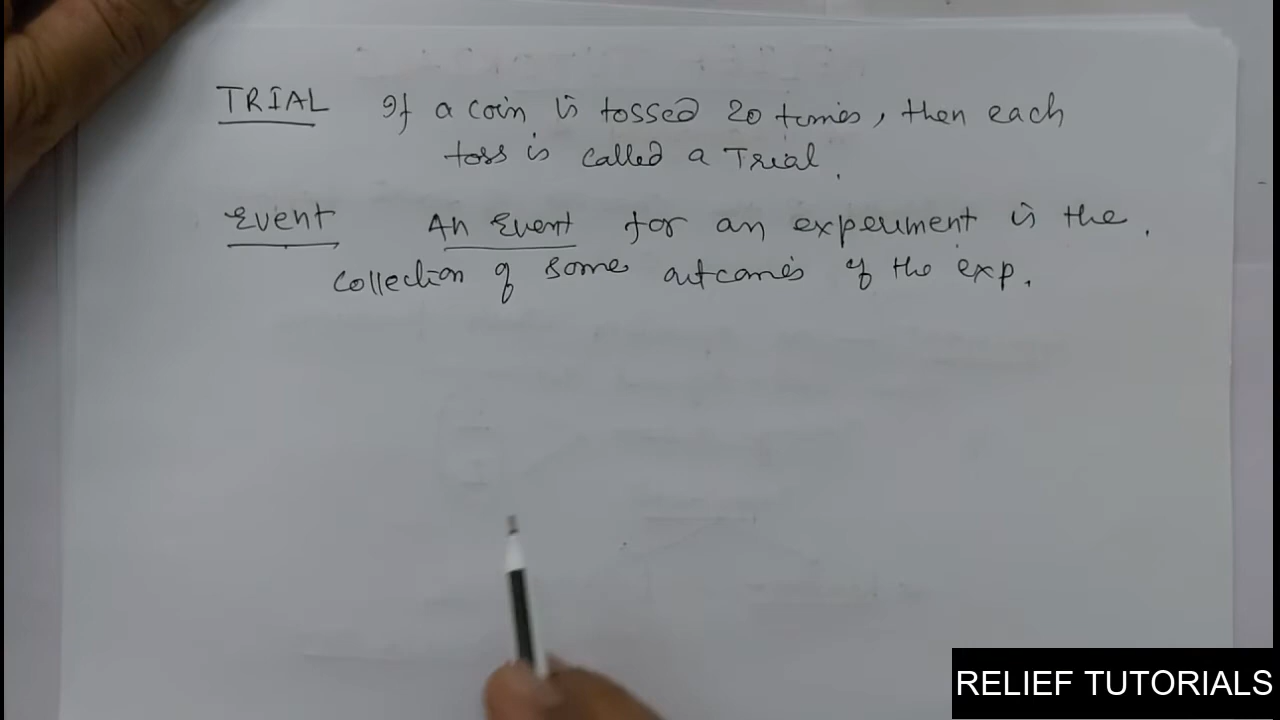 TRIAL If a coin is tossed 20 times, then each
toss is called a Trial.
Event An Event for an experiment is the
collection of some outcomes of the exp.
RELIEF TUTORIALS